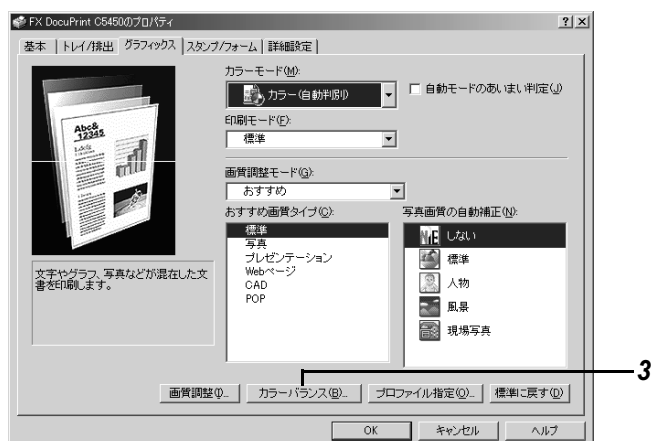 FX DocuPrint C5450のプロパティ
基本 トレイ/排出 グラフィックス スタンプ/フォーム 詳細設定
カラーモード(M):
カラー(自動判別) 自動モードのあいまい判定(J)
印刷モード(F):
標準
画質調整モード(G):
おすすめ
おすすめ画質タイプ(C): 写真画質の自動補正(N):
標準
写真
プレゼンテーション
Webページ
CAD
POP
しない
標準
人物
風景
現場写真
Abc&
12345
文字やグラフ、写真などが混在した文
書を印刷します。
3
画質調整(I)... カラーバランス(B)... プロファイル指定(Q)... 標準に戻す(D)
OK キャンセル ヘルプ